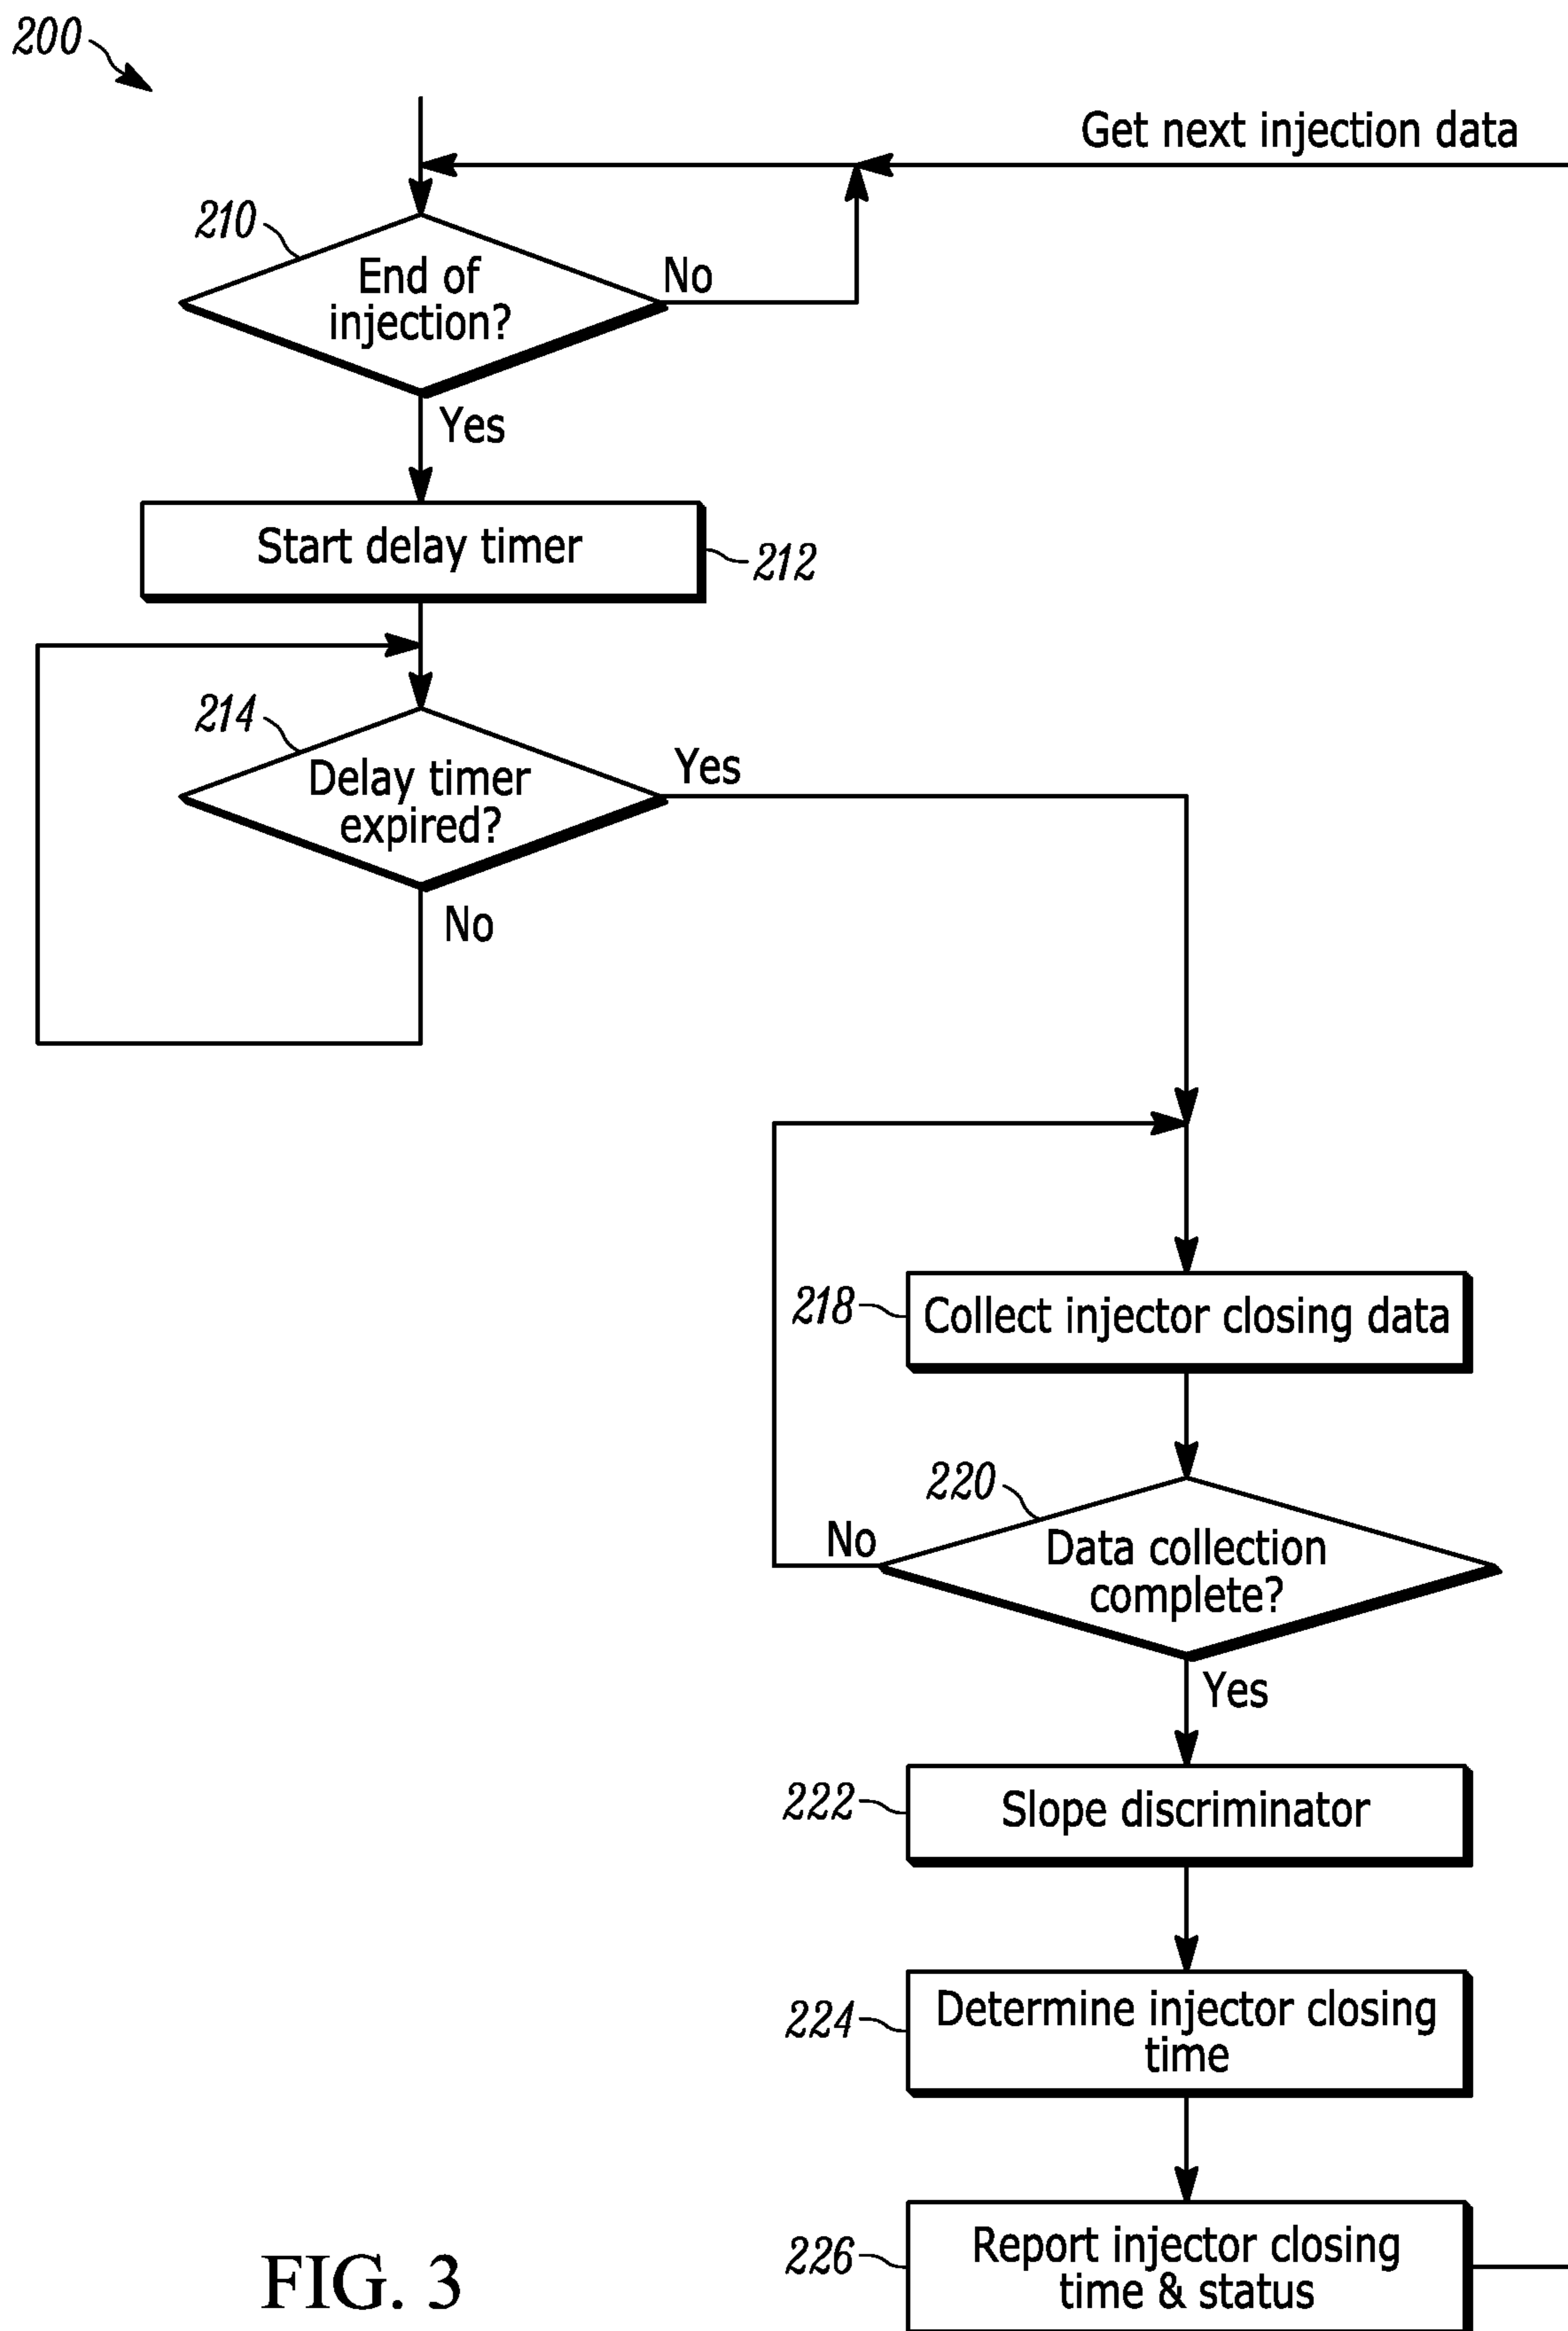 200
Get next injection data
210
End of
injection?
No
Yes
Start delay timer
212
214
Delay timer
expired?
Yes
No
218
Collect injector closing data
220
No
Data collection
complete?
Yes
222
Slope discriminator
224
Determine injector closing
time
226
Report injector closing
time & status
FIG. 3